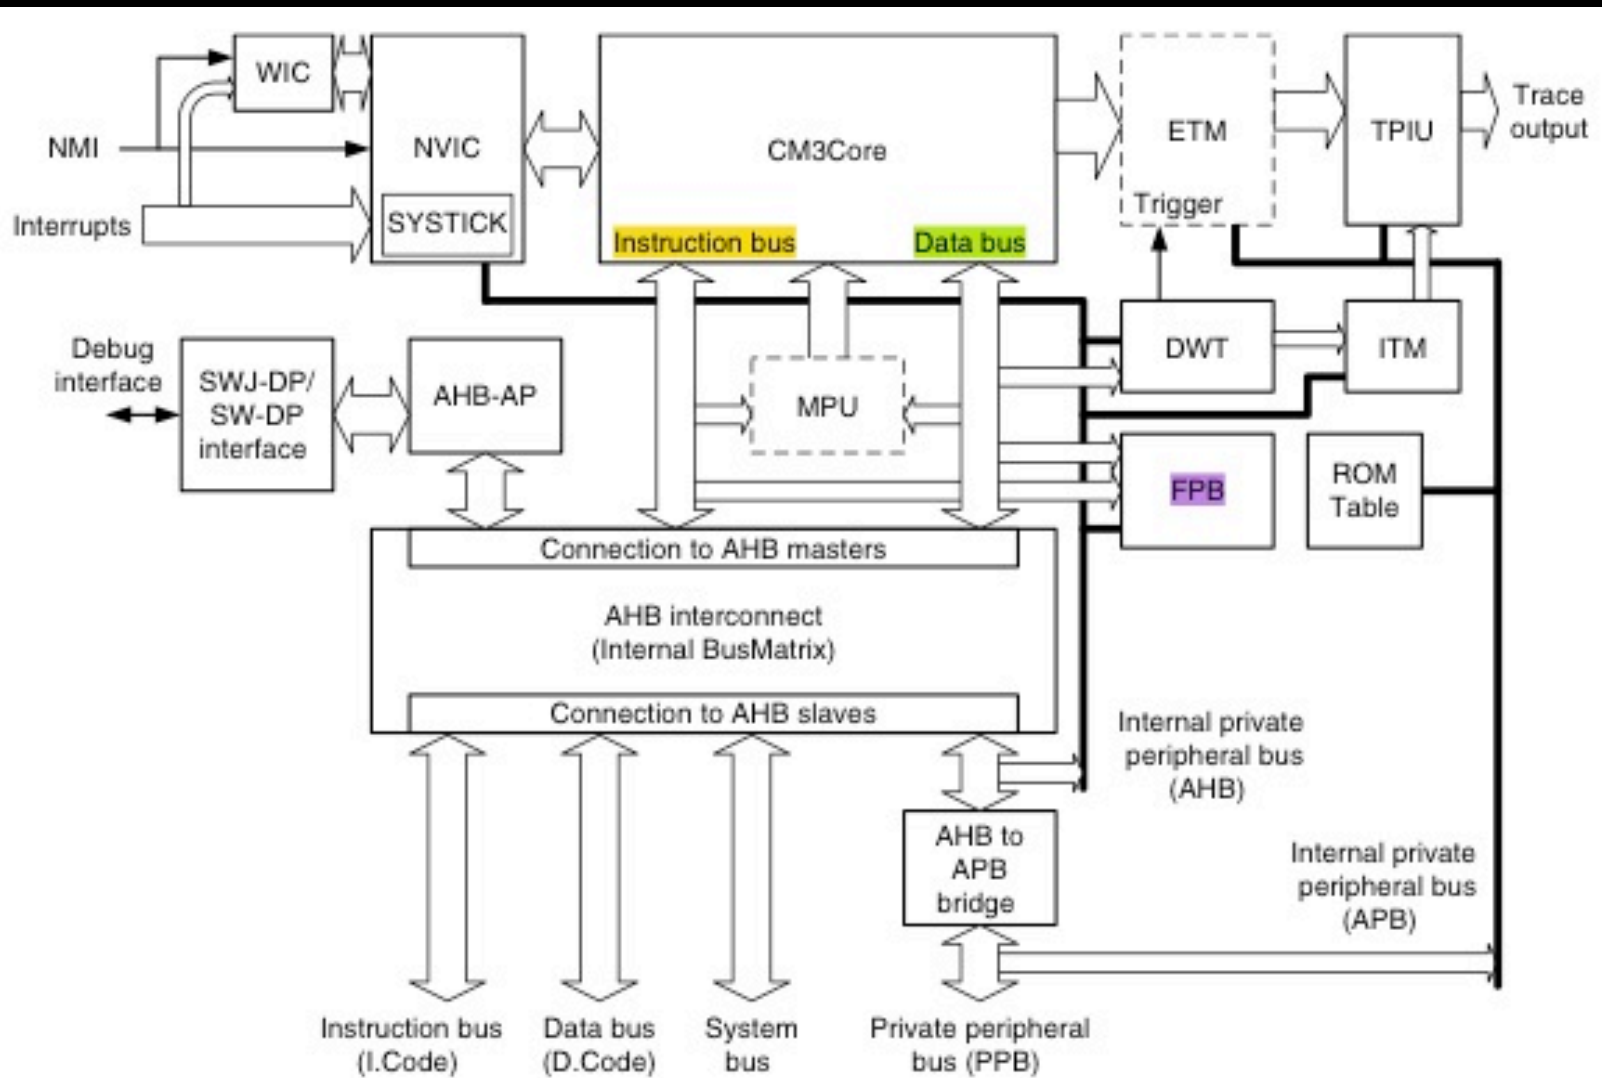 WIC
NMI
NVIC
SYSTICK
Interrupts
CM3Core
Instruction bus
Data bus
ETM
Trigger
TPIU
Trace
output
Debug
interface
SWJ-DP/
SW-DP
interface
AHB-AP
MPU
DWT
ITM
FPB
ROM
Table
Connection to AHB masters
AHB interconnect
(Internal BusMatrix)
Connection to AHB slaves
Internal private
peripheral bus
(AHB)
AHB to
APB
bridge
Internal private
peripheral bus
(APB)
Instruction bus
(I.Code)
Data bus
(D.Code)
System
bus
Private peripheral
bus (PPB)